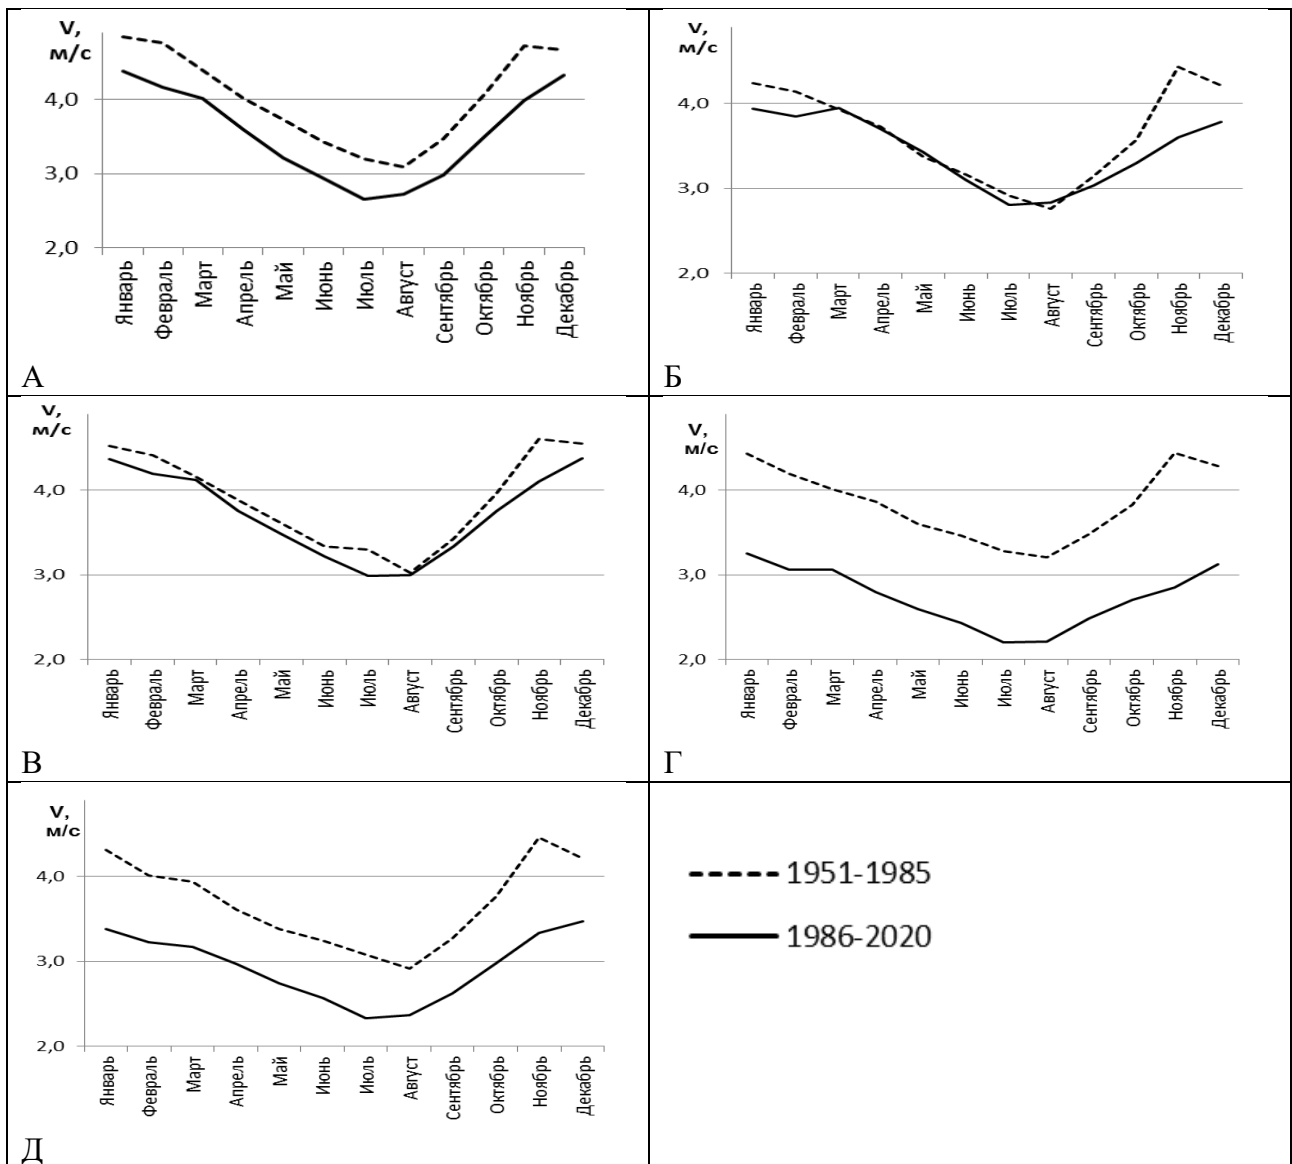 V,
м/с
4,0
3,0
2,0
Январь
Февраль
Март
Апрель
Май
Июнь
Июль
Август
Сентябрь
Октябрь
Ноябрь
Декабрь
А
V,
м/с
4,0
3,0
2,0
Январь
Февраль
Март
Апрель
Май
Июнь
Июль
Август
Сентябрь
Октябрь
Ноябрь
Декабрь
Б
V,
м/с
4,0
3,0
2,0
Январь
Февраль
Март
Апрель
Май
Июнь
Июль
Август
Сентябрь
Октябрь
Ноябрь
Декабрь
В
V,
м/с
4,0
3,0
2,0
Январь
Февраль
Март
Апрель
Май
Июнь
Июль
Август
Сентябрь
Октябрь
Ноябрь
Декабрь
Г
V,
м/с
4,0
3,0
2,0
Январь
Февраль
Март
Апрель
Май
Июнь
Июль
Август
Сентябрь
Октябрь
Ноябрь
Декабрь
Д
1951-1985
1986-2020